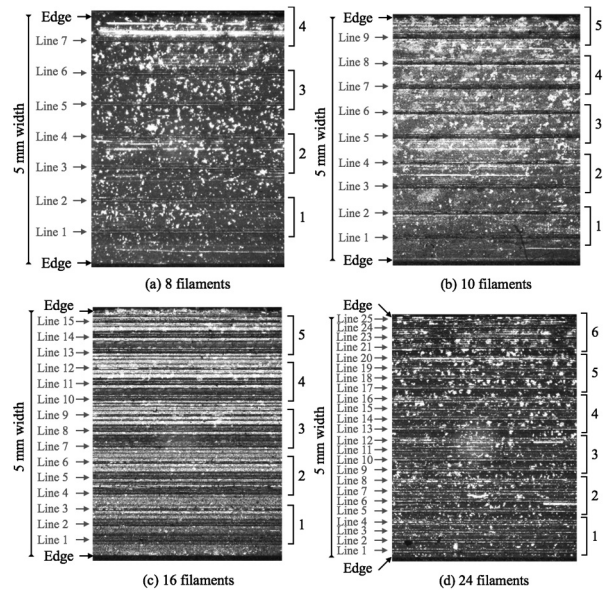 Edge
Line 7
Line 6
Line 5
Line 4
Line 3
Line 2
Line 1
Edge
5 mm width
4
3
2
1
(a) 8 filaments
Edge
Line 9
Line 8
Line 7
Line 6
Line 5
Line 4
Line 3
Line 2
Line 1
Edge
5 mm width
5
4
3
2
1
(b) 10 filaments
Edge
Line 15
Line 14
Line 13
Line 12
Line 11
Line 10
Line 9
Line 8
Line 7
Line 6
Line 5
Line 4
Line 3
Line 2
Line 1
Edge
5 mm width
5
4
3
2
1
(c) 16 filaments
Edge
Line 25
Line 24
Line 23
Line 21
Line 20
Line 19
Line 18
Line 17
Line 16
Line 15
Line 14
Line 13
Line 12
Line 11
Line 10
Line 9
Line 8
Line 7
Line 6
Line 5
Line 4
Line 3
Line 2
Line 1
Edge
5 mm width
6
5
4
3
2
1
(d) 24 filaments